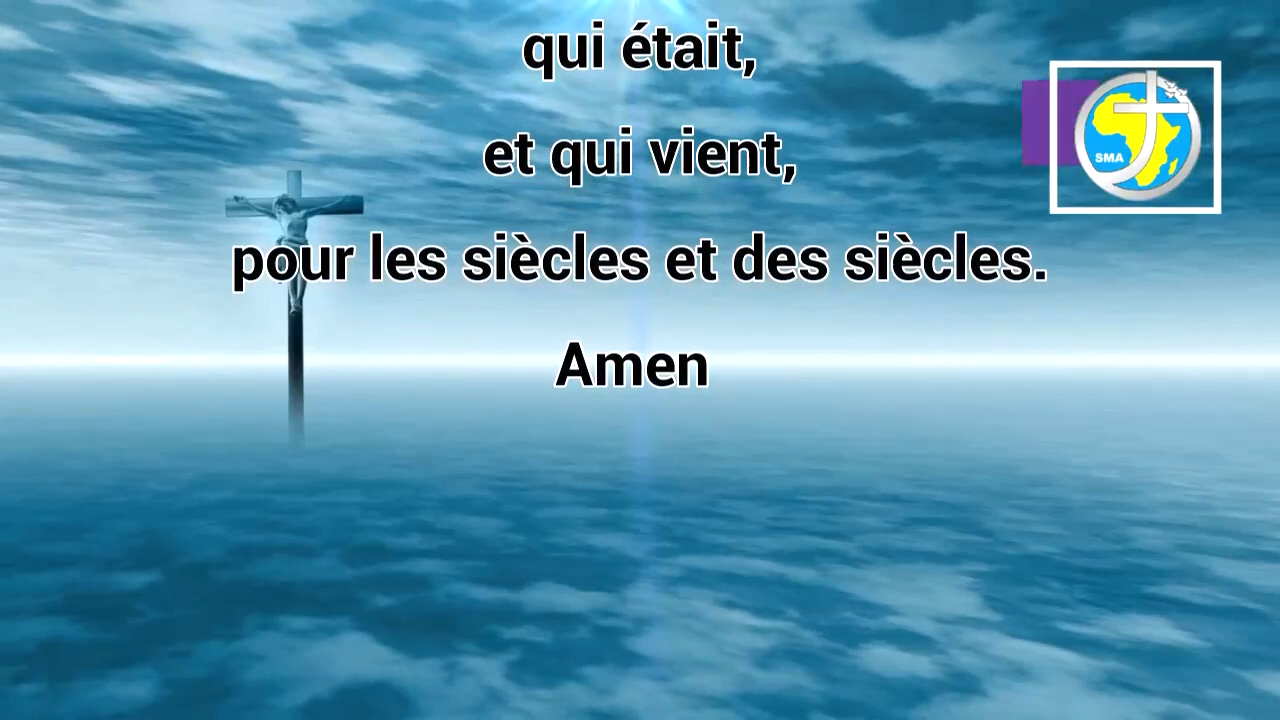 qui était,
et qui vient,
SMA
pour les siècles et des siècles.
Amen